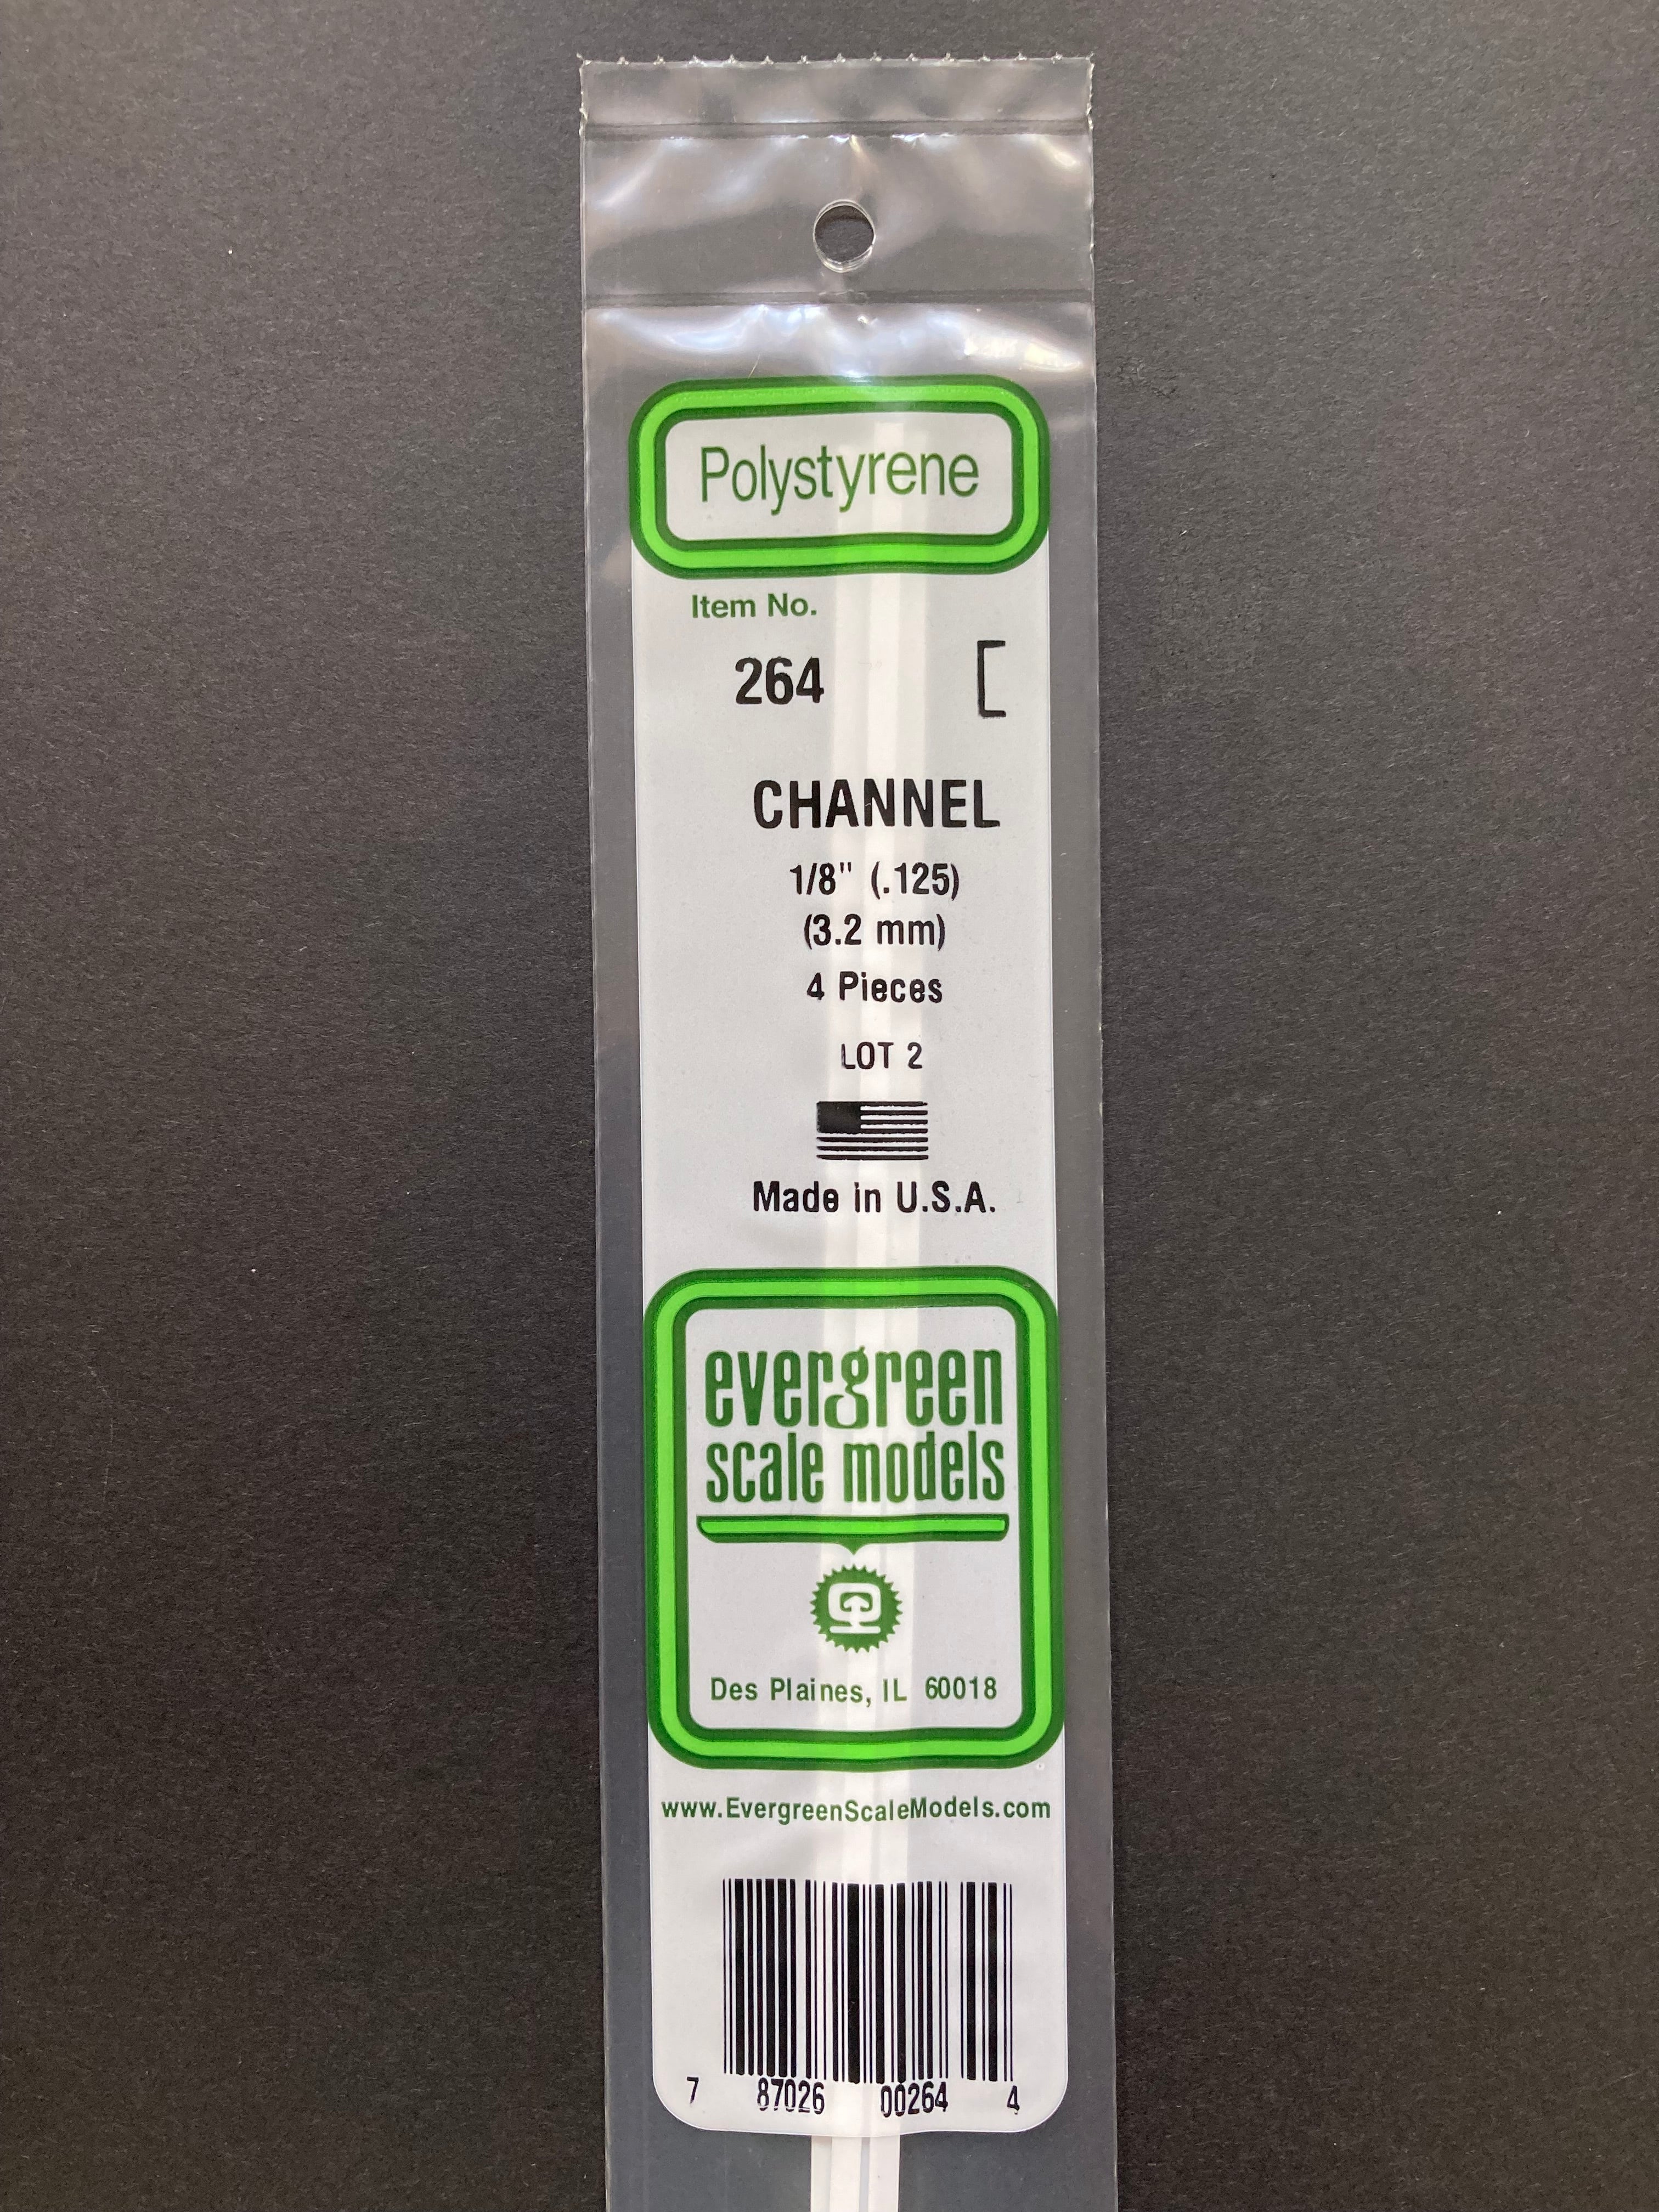 Polystyrene
Item No.
264
CHANNEL
1/8" (.125)
(3.2 mm)
4 Pieces
LOT 2
Made in U.S.A.
evergreen
scale models
Des Plaines, IL 60018
www.EvergreenScaleModels.com
7 87026 00264 4